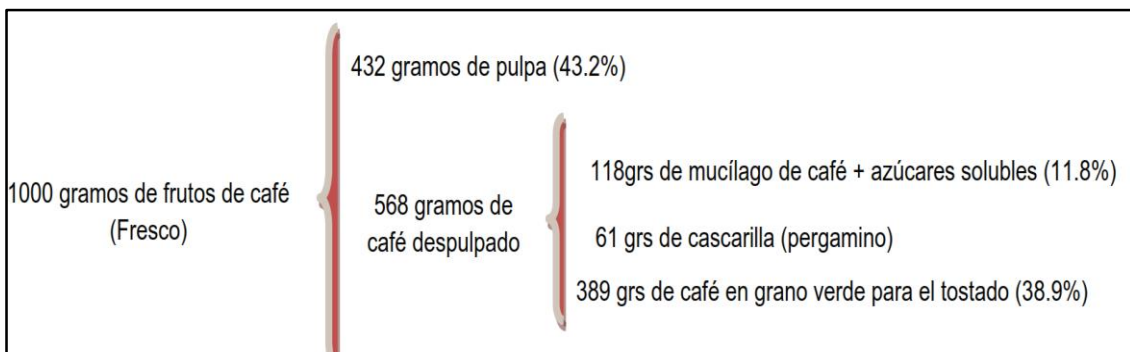 432 gramos de pulpa (43.2%)
1000 gramos de frutos de café
(Fresco)
568 gramos de
café despulpado
118grs de mucílago de café + azúcares solubles (11.8%)
61 grs de cascarilla (pergamino)
389 grs de café en grano verde para el tostado (38.9%)